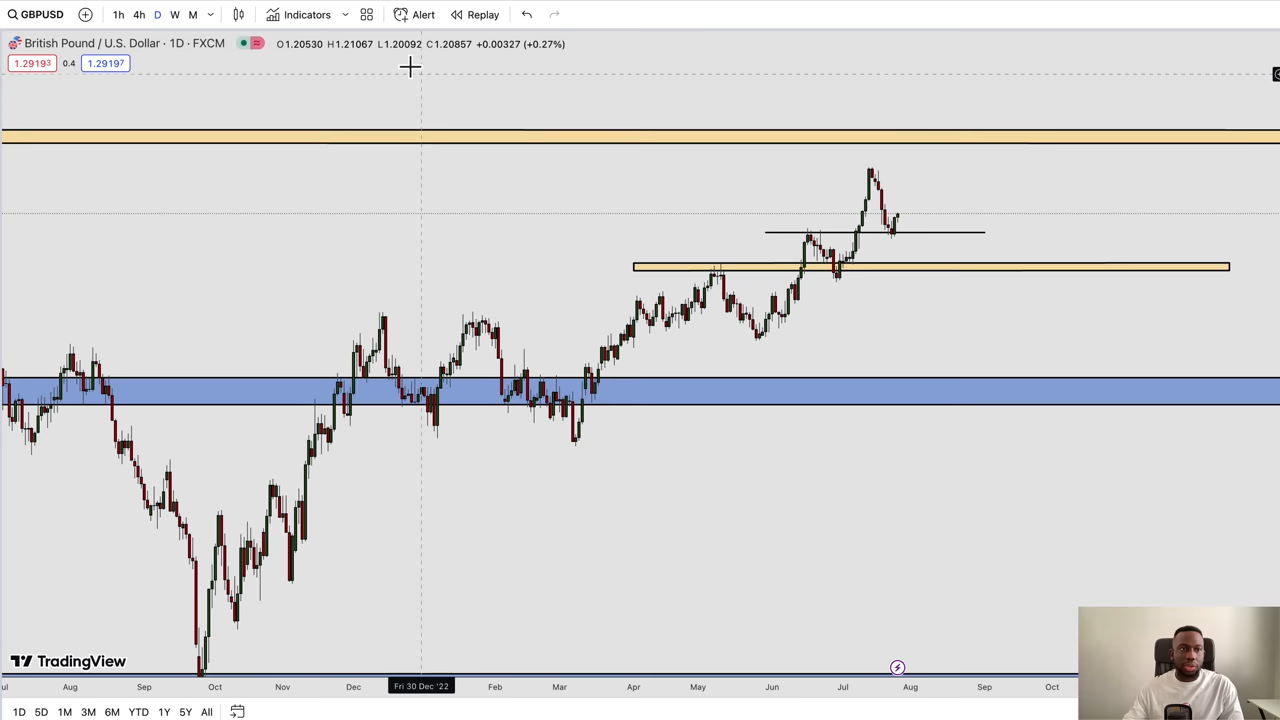 GBPUSD 1h 4h D W M Indicators Alert Replay
British Pound / U.S. Dollar · 1D · FXCM O1.20530 H1.21067 L1.20092 C1.20857 +0.00327 (+0.27%)
1.29193 0.4 1.29197
TradingView
Aug Sep Oct Nov Dec Fri 30 Dec '22 Feb Mar Apr May Jun Jul Aug Sep Oct
1D 5D 1M 3M 6M YTD 1Y 5Y All